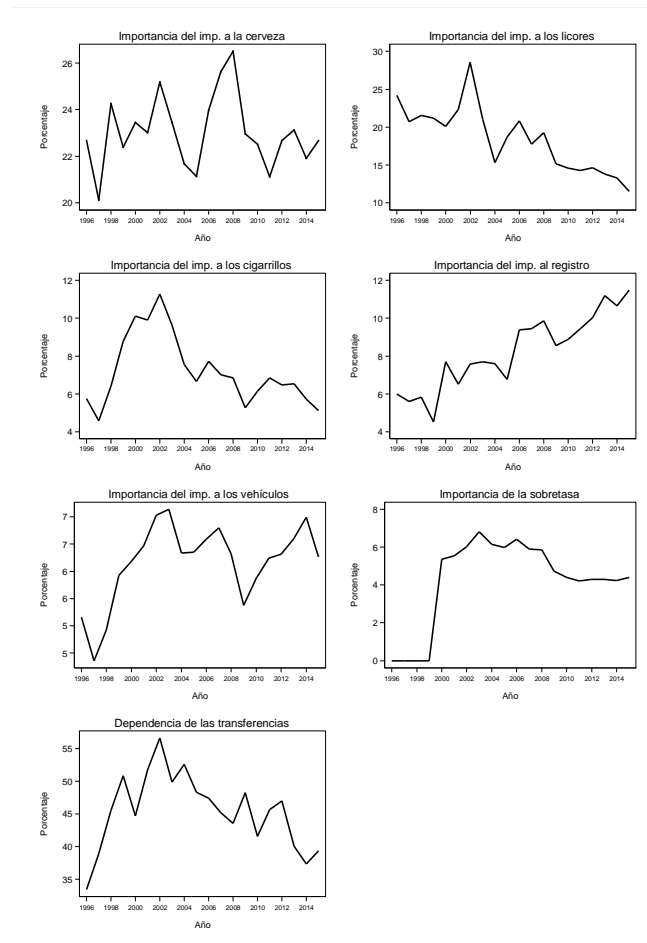 Importancia del imp. a la cerveza
Porcentaje
26
24
22
20
1996 1998 2000 2002 2004 2006 2008 2010 2012 2014
Año
Importancia del imp. a los licores
Porcentaje
30
25
20
15
10
1996 1998 2000 2002 2004 2006 2008 2010 2012 2014
Año
Importancia del imp. a los cigarrillos
Porcentaje
12
10
8
6
4
1996 1998 2000 2002 2004 2006 2008 2010 2012 2014
Año
Importancia del imp. al registro
Porcentaje
12
10
8
6
4
1996 1998 2000 2002 2004 2006 2008 2010 2012 2014
Año
Importancia del imp. a los vehículos
Porcentaje
7
7
6
6
5
5
1996 1998 2000 2002 2004 2006 2008 2010 2012 2014
Año
Importancia de la sobretasa
Porcentaje
8
6
4
2
0
1996 1998 2000 2002 2004 2006 2008 2010 2012 2014
Año
Dependencia de las transferencias
Porcentaje
55
50
45
40
35
1996 1998 2000 2002 2004 2006 2008 2010 2012 2014
Año